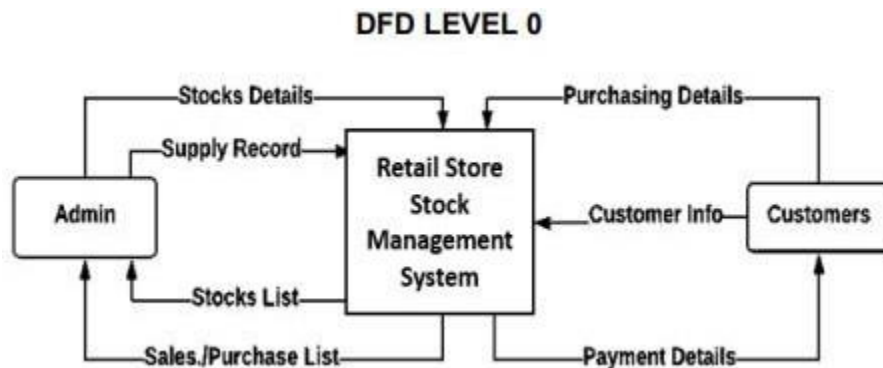 DFD LEVEL 0
Stocks Details
Purchasing Details
Supply Record
Retail Store
Stock
Management
System
Admin
Customer Info
Customers
Stocks List
Sales./Purchase List
Payment Details